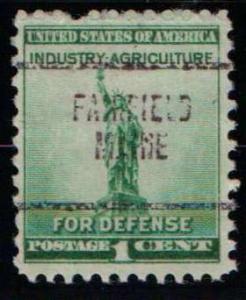 UNITED STATES OF AMERICA
INDUSTRY-AGRICULTURE
FAIRFIELD
MAINE
FOR DEFENSE
POSTAGE 1 CENT